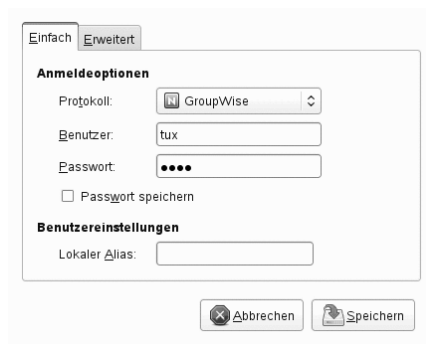 Einfach Erweitert
Anmeldeoptionen
Protokoll: GroupWise
Benutzer: tux
Passwort: ●●●●
Passwort speichern
Benutzereinstellungen
Lokaler Alias:
Abbrechen Speichern